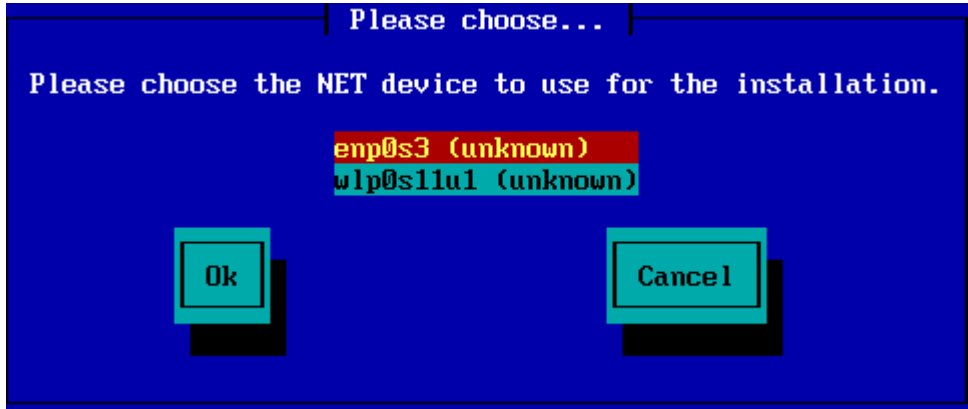 Please choose...
Please choose the NET device to use for the installation.
enp0s3 (unknown)
wlp0s11u1 (unknown)
Ok
Cancel